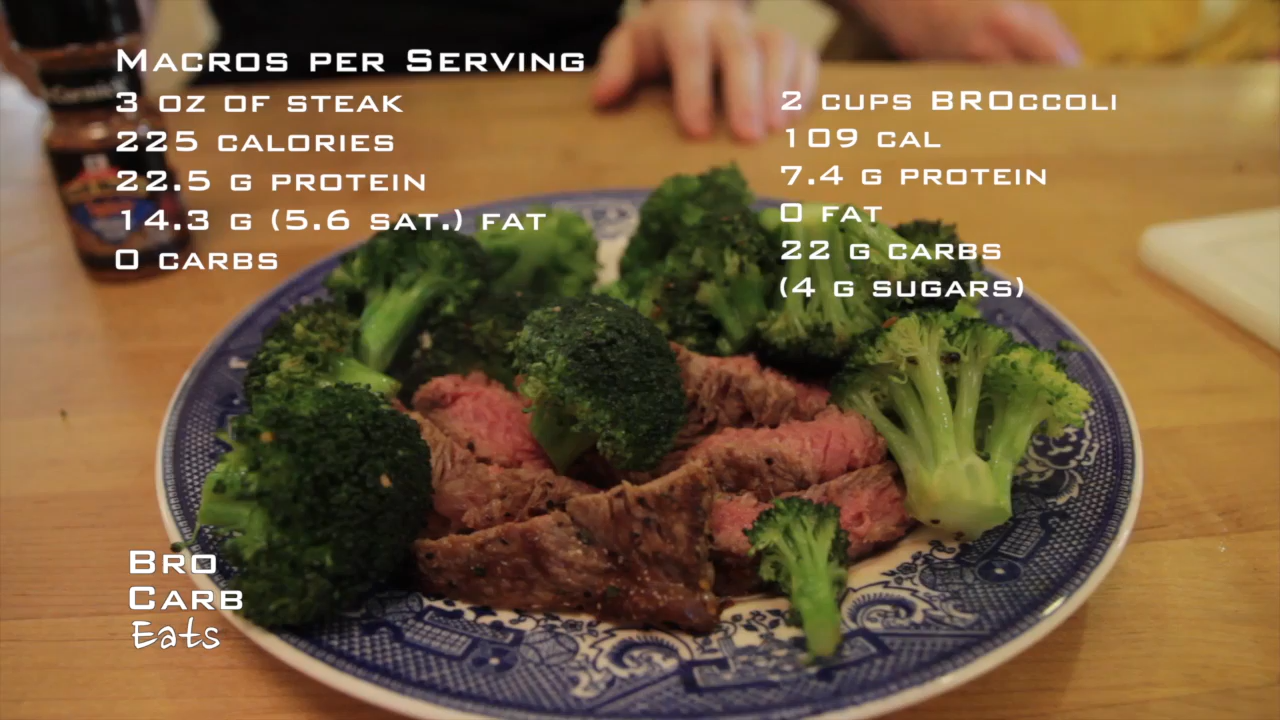 Macros per Serving
3 oz of steak
225 calories
22.5 g protein
14.3 g (5.6 sat.) fat
0 carbs
2 cups BROccoli
109 cal
7.4 g protein
0 fat
22 g carbs
(4 g sugars)
Bro
Carb
Eats